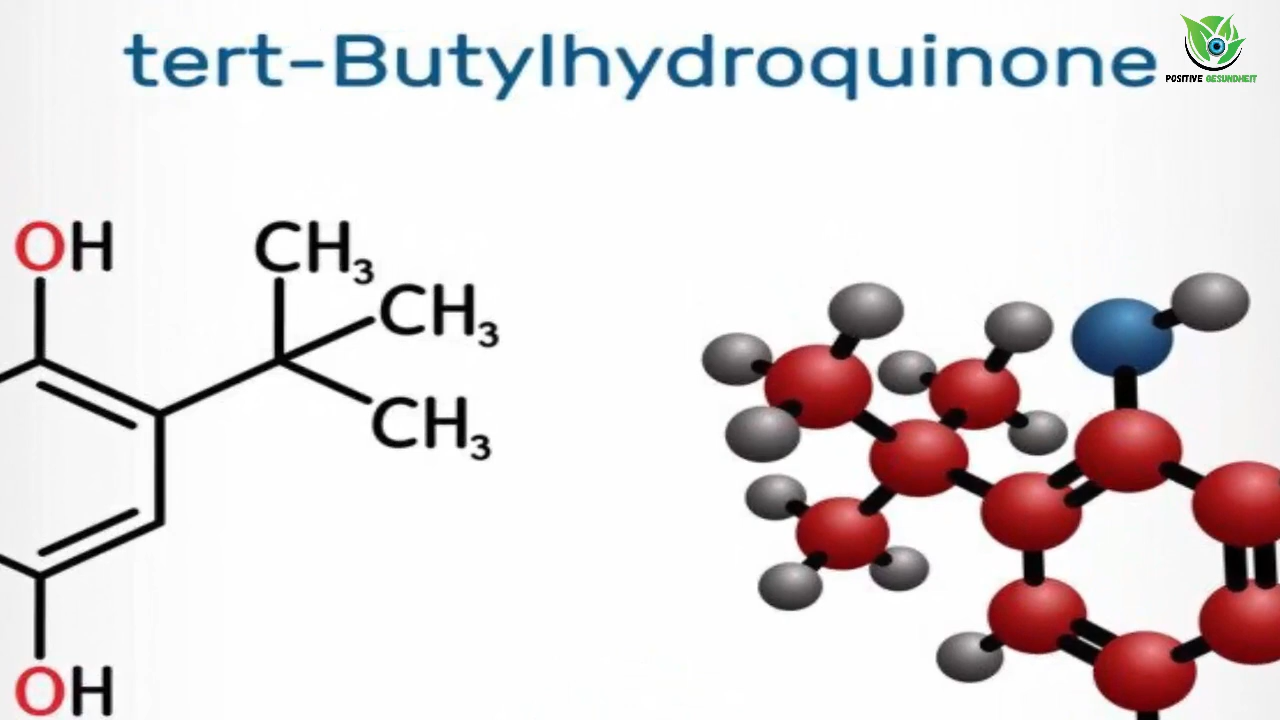 tert-Butylhydroquinone
POSITIVE GESUNDHEIT
OH
CH₃
CH₃
CH₃
OH